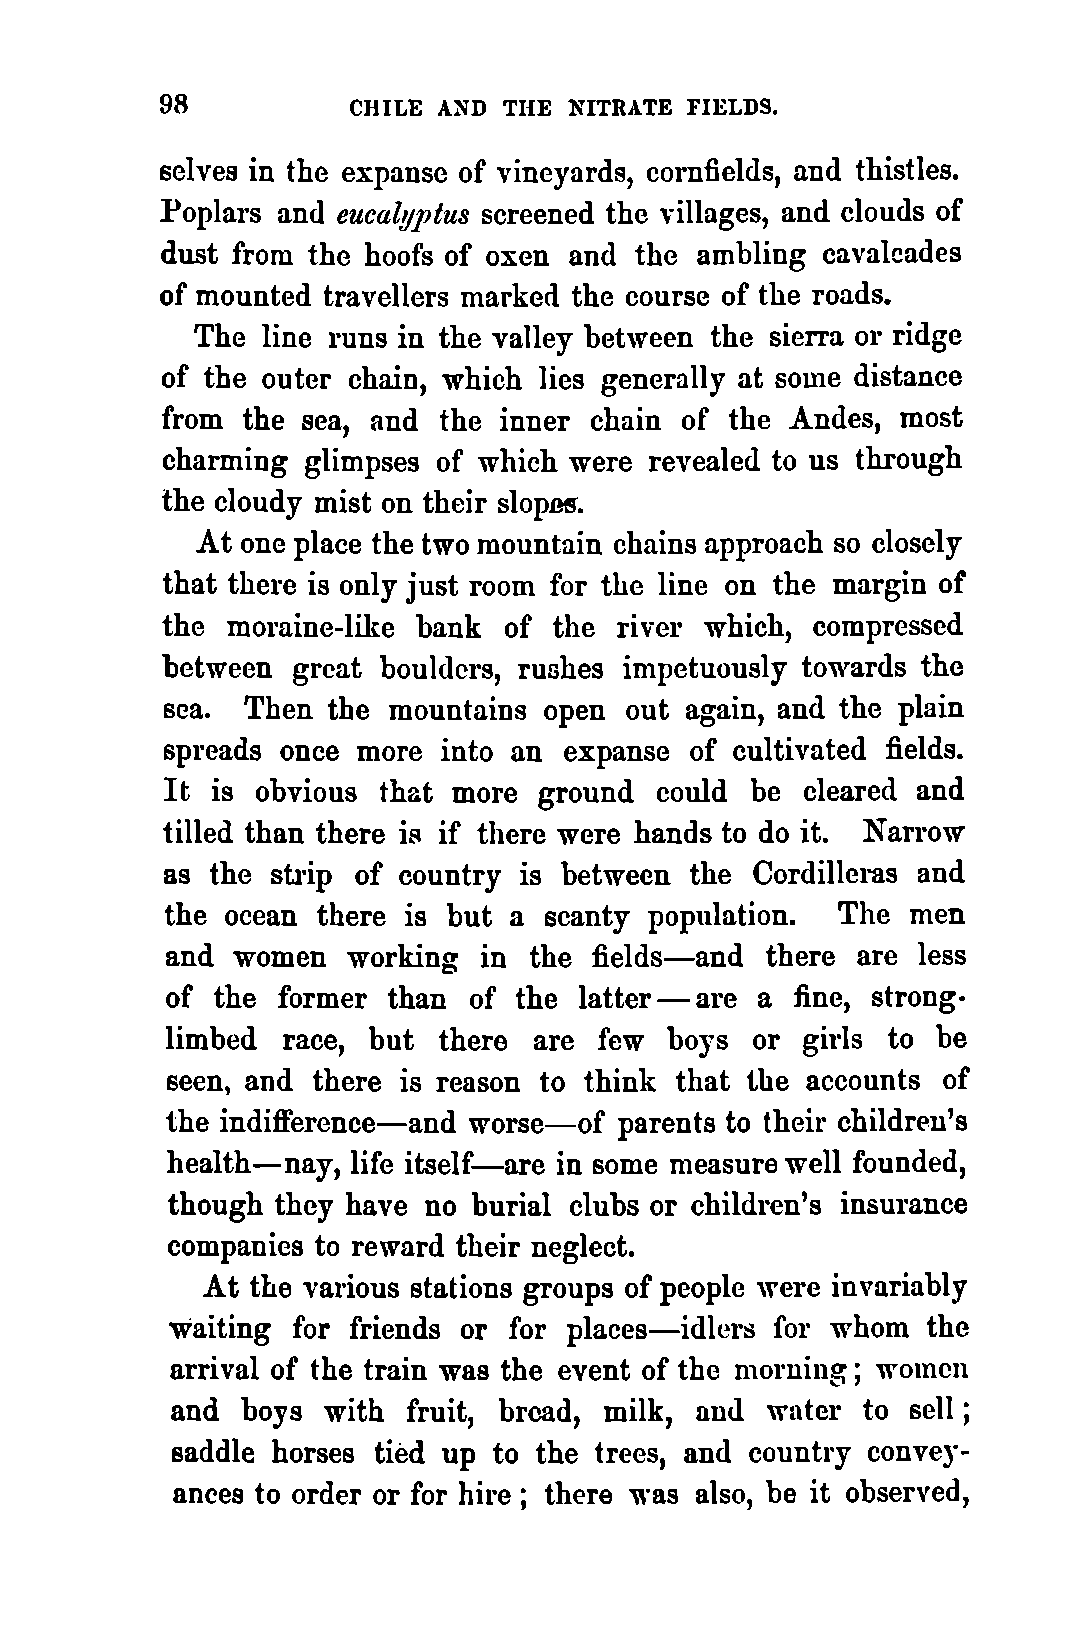 98 CHILE AND THE NITRATE FIELDS.
selves in the expanse of vineyards, cornfields, and thistles.
Poplars and eucalyptus screened the villages, and clouds of
dust from the hoofs of oxen and the ambling cavalcades
of mounted travellers marked the course of the roads.
The line runs in the valley between the sierra or ridge
of the outer chain, which lies generally at some distance
from the sea, and the inner chain of the Andes, most
charming glimpses of which were revealed to us through
the cloudy mist on their slopes.
At one place the two mountain chains approach so closely
that there is only just room for the line on the margin of
the moraine-like bank of the river which, compressed
between great boulders, rushes impetuously towards the
sea. Then the mountains open out again, and the plain
spreads once more into an expanse of cultivated fields.
It is obvious that more ground could be cleared and
tilled than there is if there were hands to do it. Narrow
as the strip of country is between the Cordilleras and
the ocean there is but a scanty population. The men
and women working in the fields—and there are less
of the former than of the latter—are a fine, strong-
limbed race, but there are few boys or girls to be
seen, and there is reason to think that the accounts of
the indifference—and worse—of parents to their children's
health—nay, life itself—are in some measure well founded,
though they have no burial clubs or children's insurance
companies to reward their neglect.
At the various stations groups of people were invariably
waiting for friends or for places—idlers for whom the
arrival of the train was the event of the morning; women
and boys with fruit, bread, milk, and water to sell;
saddle horses tied up to the trees, and country convey-
ances to order or for hire; there was also, be it observed,